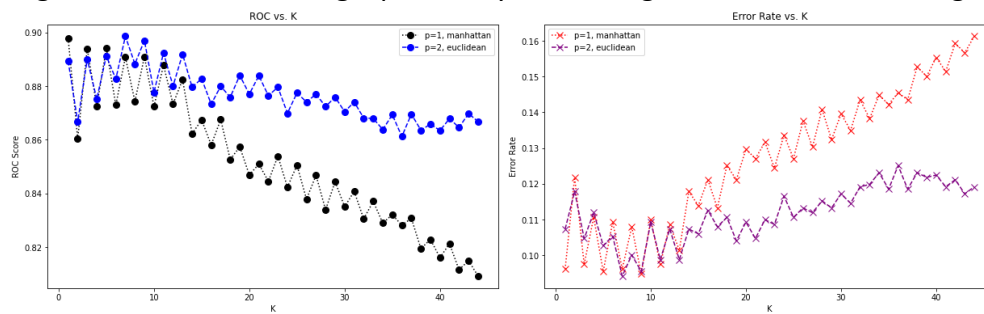 ROC vs. K
p=1, manhattan
p=2, euclidean
ROC Score
0.90
0.88
0.86
0.84
0.82
0
10
20
30
40
K
Error Rate vs. K
p=1, manhattan
p=2, euclidean
Error Rate
0.16
0.15
0.14
0.13
0.12
0.11
0.10
0
10
20
30
40
K